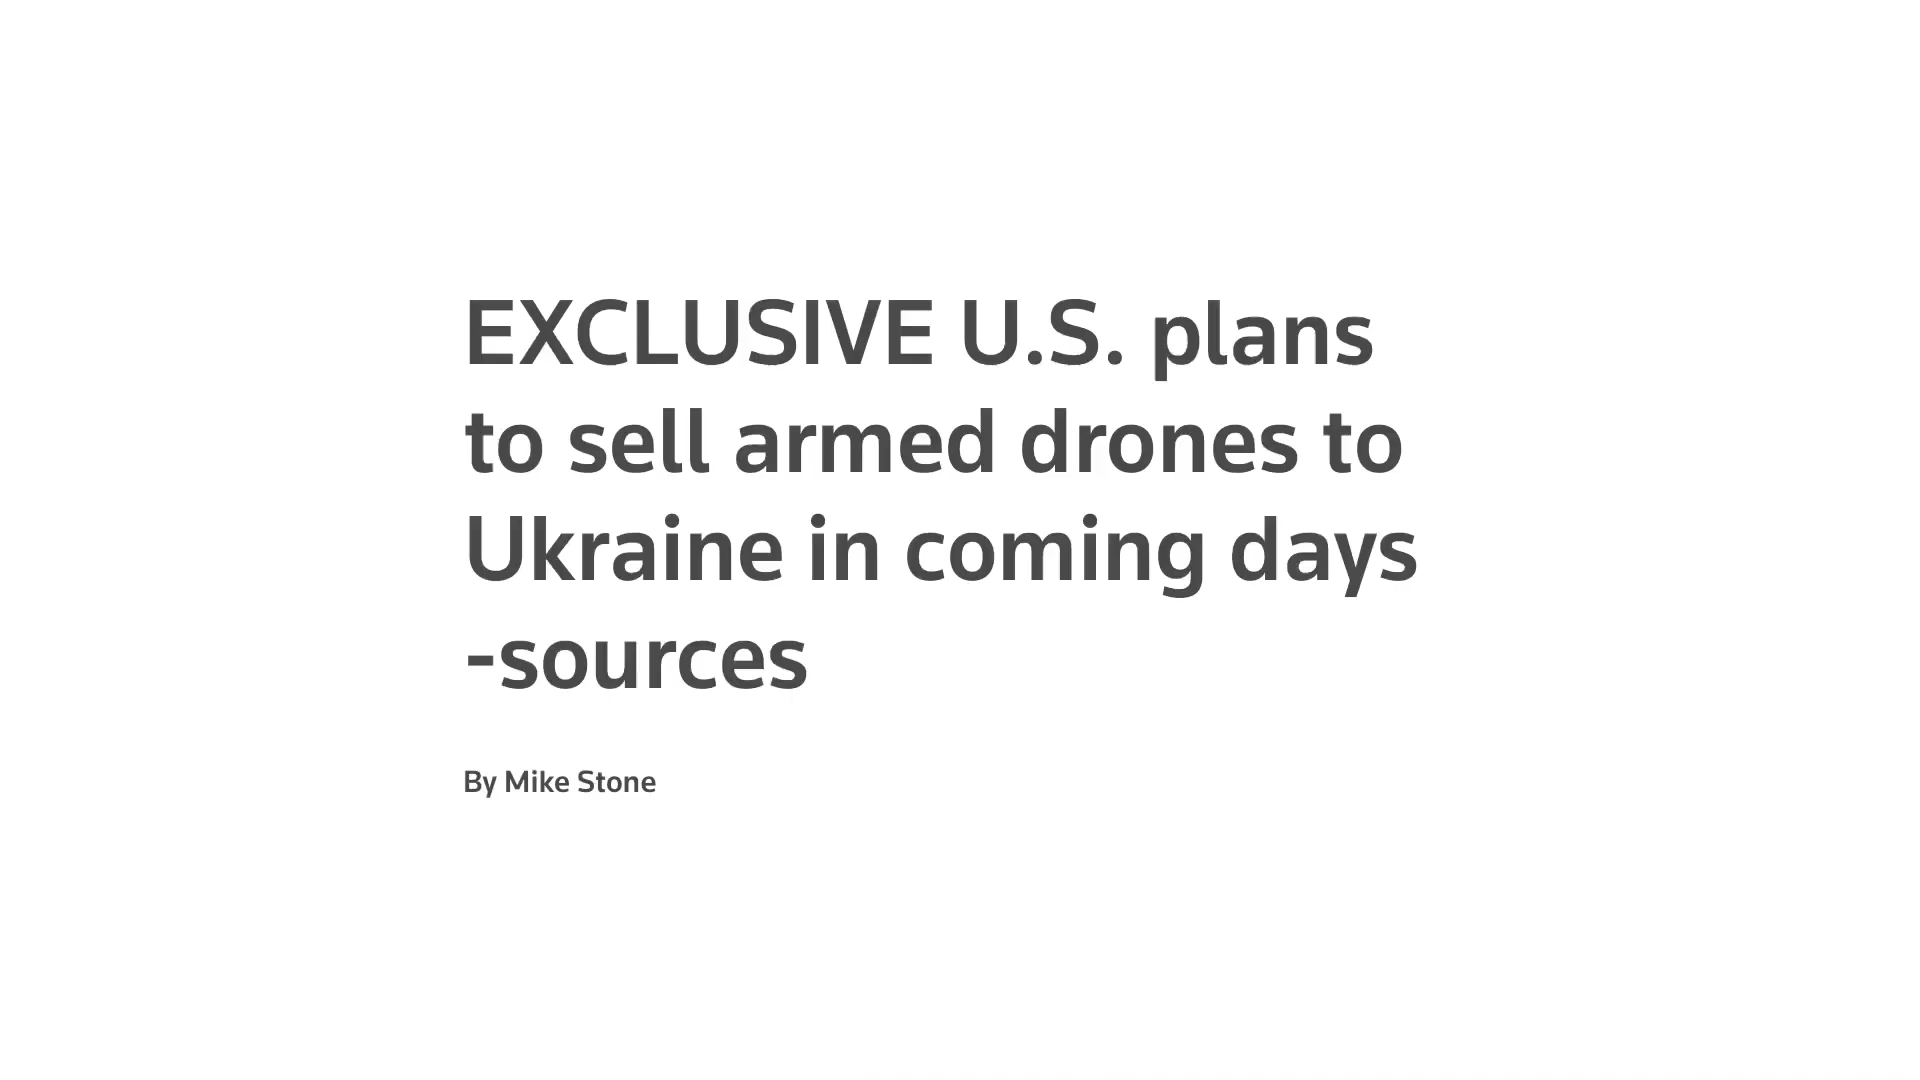 EXCLUSIVE U.S. plans
to sell armed drones to
Ukraine in coming days
-sources
By Mike Stone